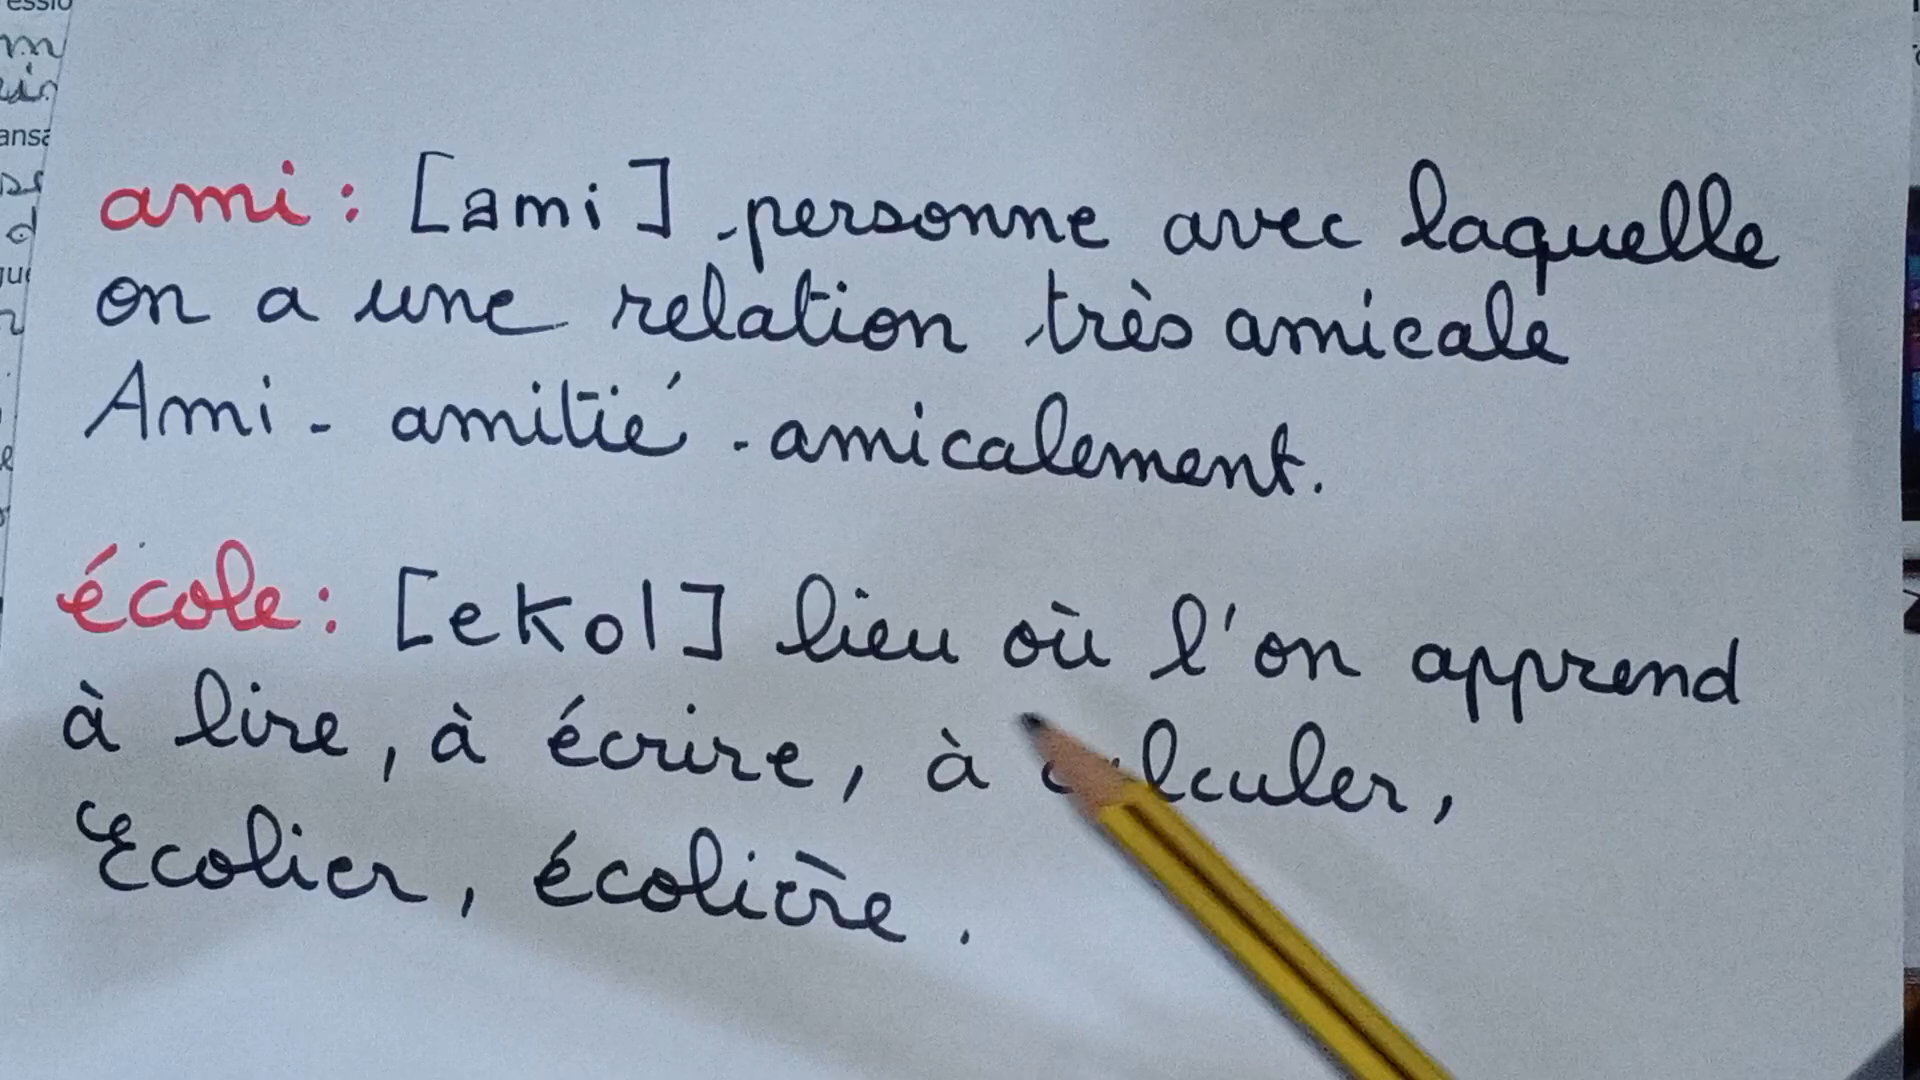 ami : [ami] personne avec laquelle
on a une relation très amicale
Ami - amitié - amicalement.
école : [ekol] lieu où l'on apprend
à lire, à écrire, à calculer,
Ecolier, écolière.